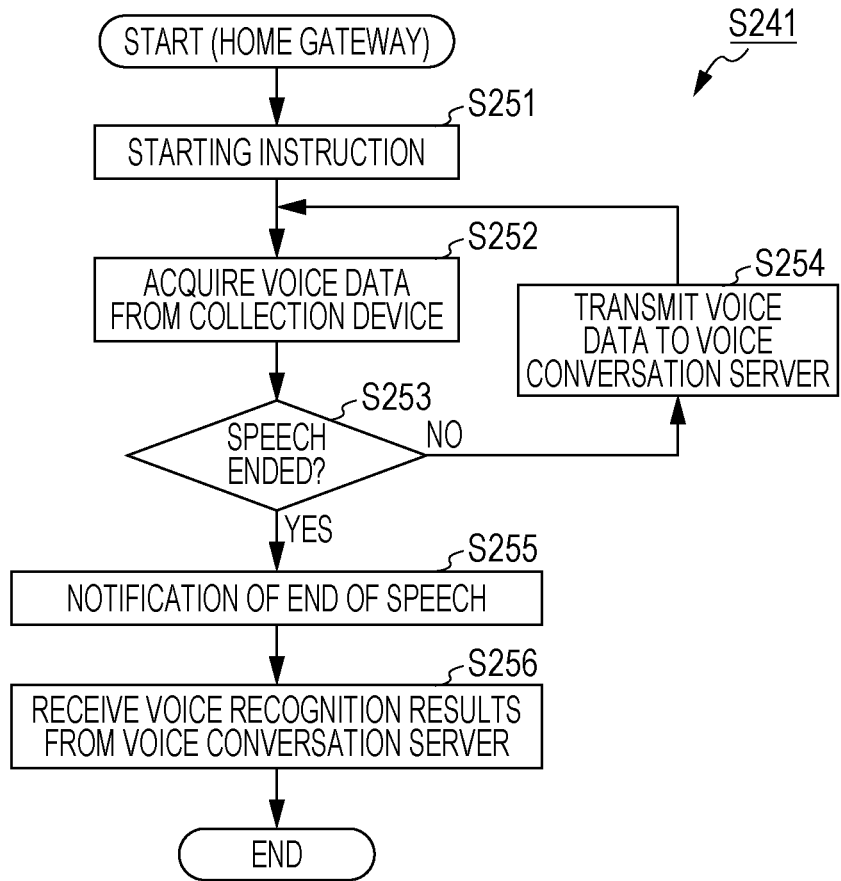 START (HOME GATEWAY)
S241
S251
STARTING INSTRUCTION
S252
ACQUIRE VOICE DATA
FROM COLLECTION DEVICE
S254
TRANSMIT VOICE
DATA TO VOICE
CONVERSATION SERVER
S253
SPEECH
ENDED?
NO
YES
S255
NOTIFICATION OF END OF SPEECH
S256
RECEIVE VOICE RECOGNITION RESULTS
FROM VOICE CONVERSATION SERVER
END